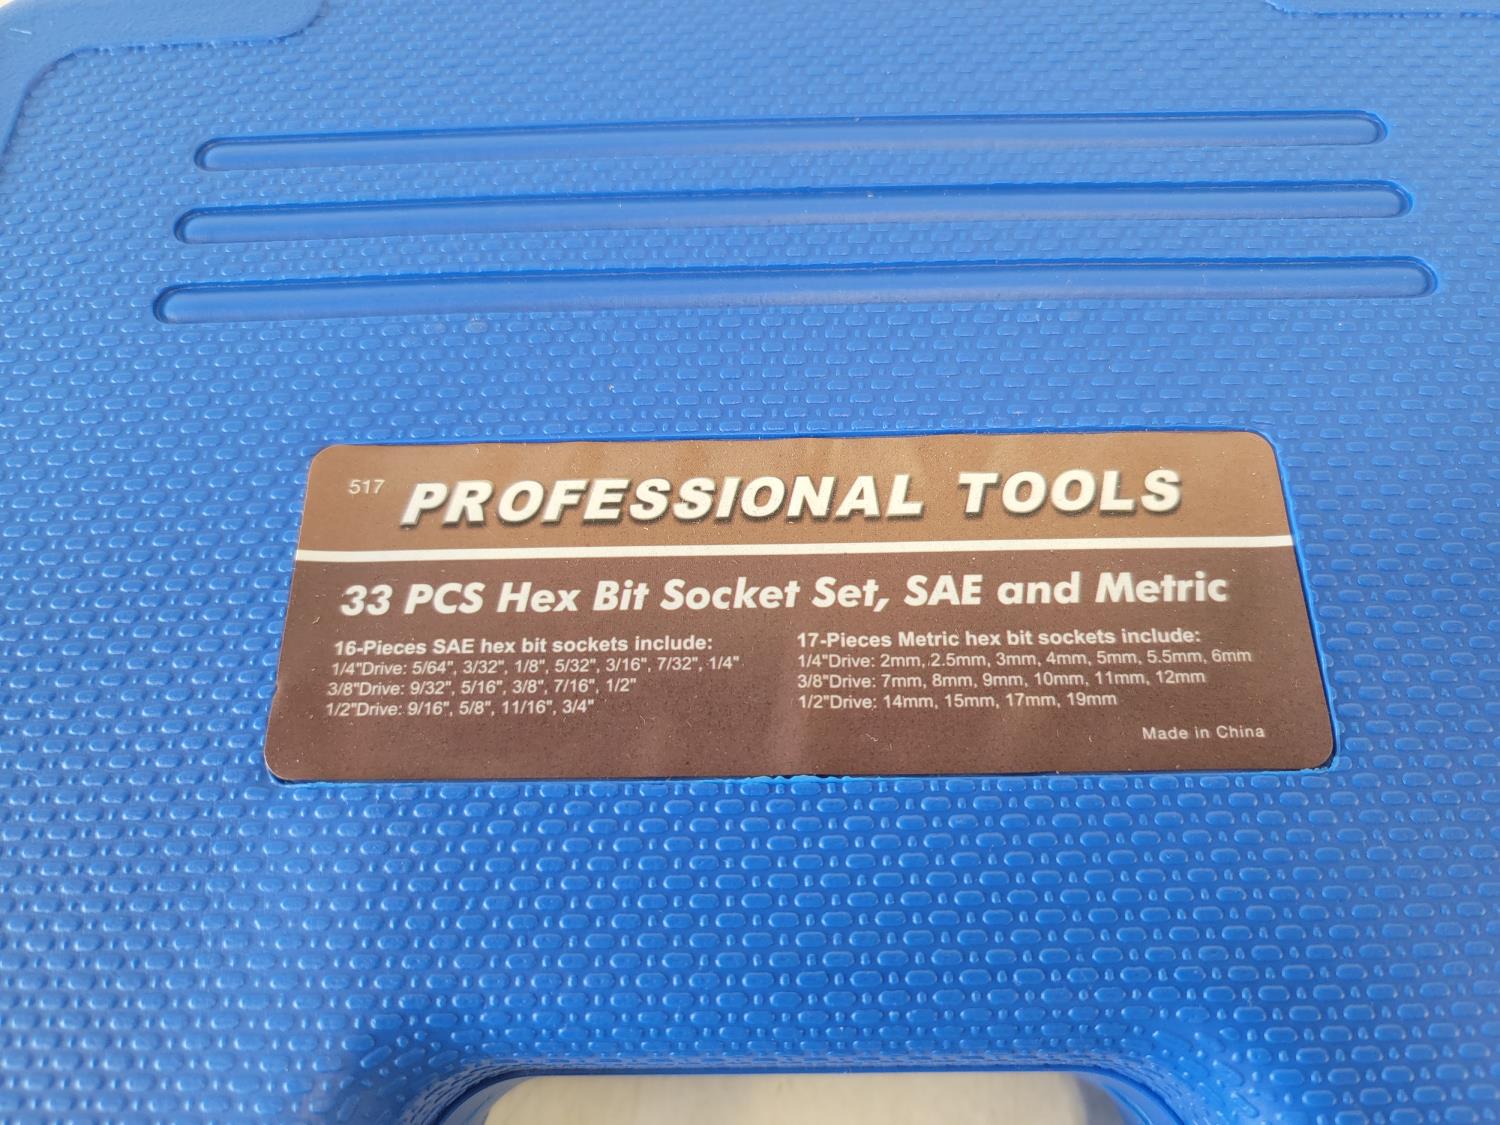 517 PROFESSIONAL TOOLS
33 PCS Hex Bit Socket Set, SAE and Metric
16-Pieces SAE hex bit sockets include:
1/4"Drive: 5/64", 3/32", 1/8", 5/32", 3/16", 7/32", 1/4"
3/8"Drive: 9/32", 5/16", 3/8", 7/16", 1/2"
1/2"Drive: 9/16", 5/8", 11/16", 3/4"
17-Pieces Metric hex bit sockets include:
1/4"Drive: 2mm, 2.5mm, 3mm, 4mm, 5mm, 5.5mm, 6mm
3/8"Drive: 7mm, 8mm, 9mm, 10mm, 11mm, 12mm
1/2"Drive: 14mm, 15mm, 17mm, 19mm
Made in China